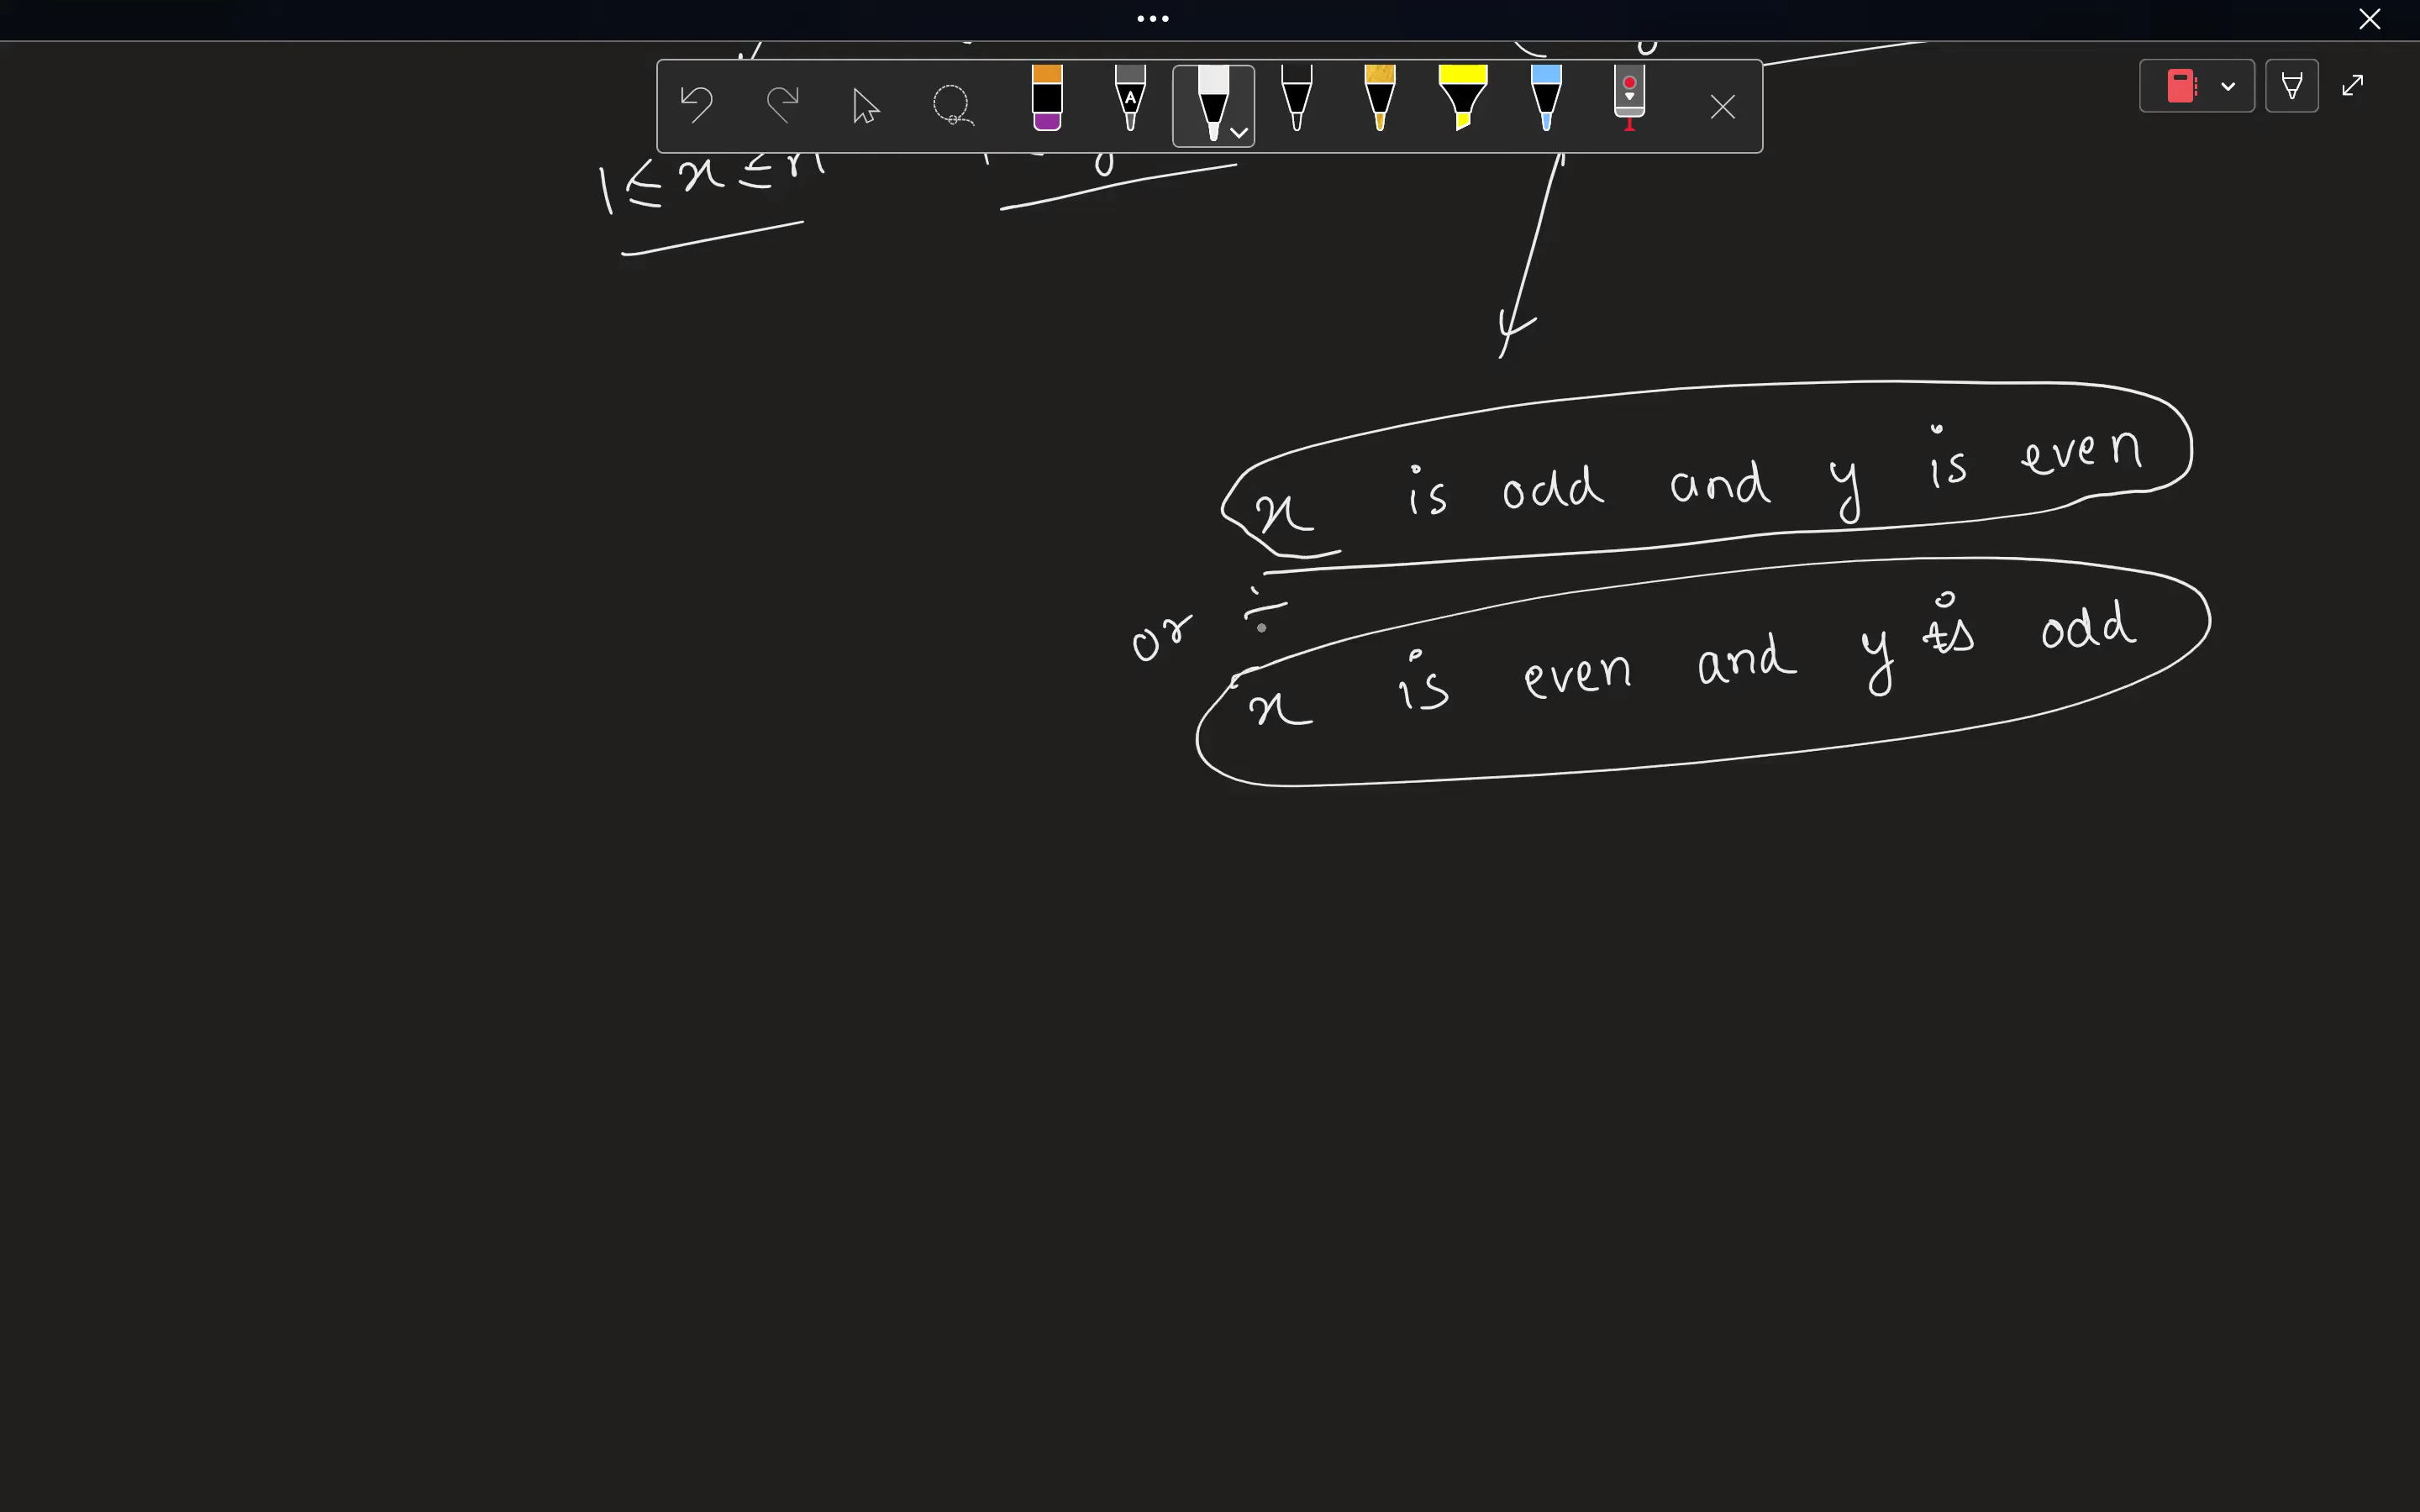 1 ≤ x ≤ n
x is odd and y is even
or
x is even and y is odd